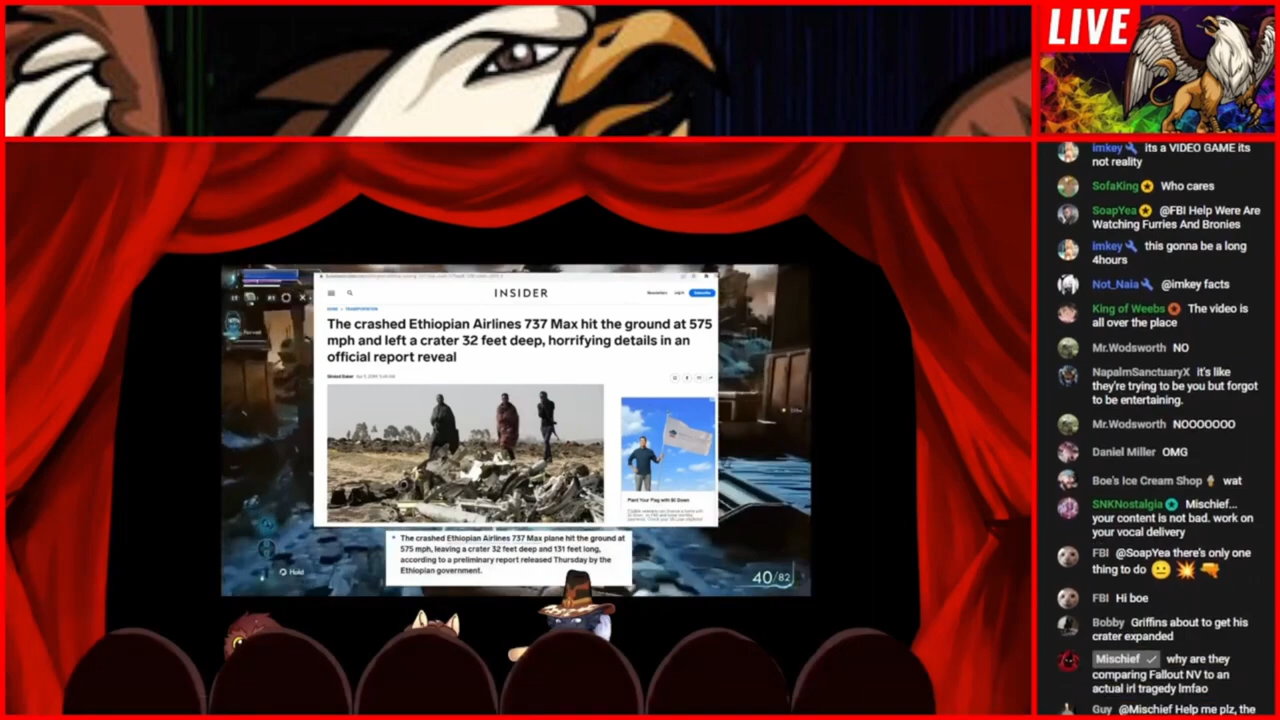 LIVE
INSIDER
Newsletters Log in Subscribe
HOME > TRANSPORTATION
The crashed Ethiopian Airlines 737 Max hit the ground at 575
mph and left a crater 32 feet deep, horrifying details in an
official report reveal
Plant Your Flag with $0 Down
• The crashed Ethiopian Airlines 737 Max plane hit the ground at
575 mph, leaving a crater 32 feet deep and 131 feet long,
according to a preliminary report released Thursday by the
Ethiopian government.
Hold
40/82
imkey its a VIDEO GAME its
not reality
SofaKing Who cares
SoapYea @FBI Help Were Are
Watching Furries And Bronies
imkey this gonna be a long
4hours
Not_Naia @imkey facts
King of Weebs The video is
all over the place
Mr.Wodsworth NO
NapalmSanctuaryX it's like
they're trying to be you but forgot
to be entertaining.
Mr.Wodsworth NOOOOOOO
Daniel Miller OMG
Boe's Ice Cream Shop 🍦 wat
SNKNostalgia Mischief...
your content is not bad. work on
your vocal delivery
FBI @SoapYea there's only one
thing to do 😐 💥 🔫
FBI Hi boe
Bobby Griffins about to get his
crater expanded
Mischief ✓ why are they
comparing Fallout NV to an
actual irl tragedy lmfao
Guy @Mischief Help me plz, the